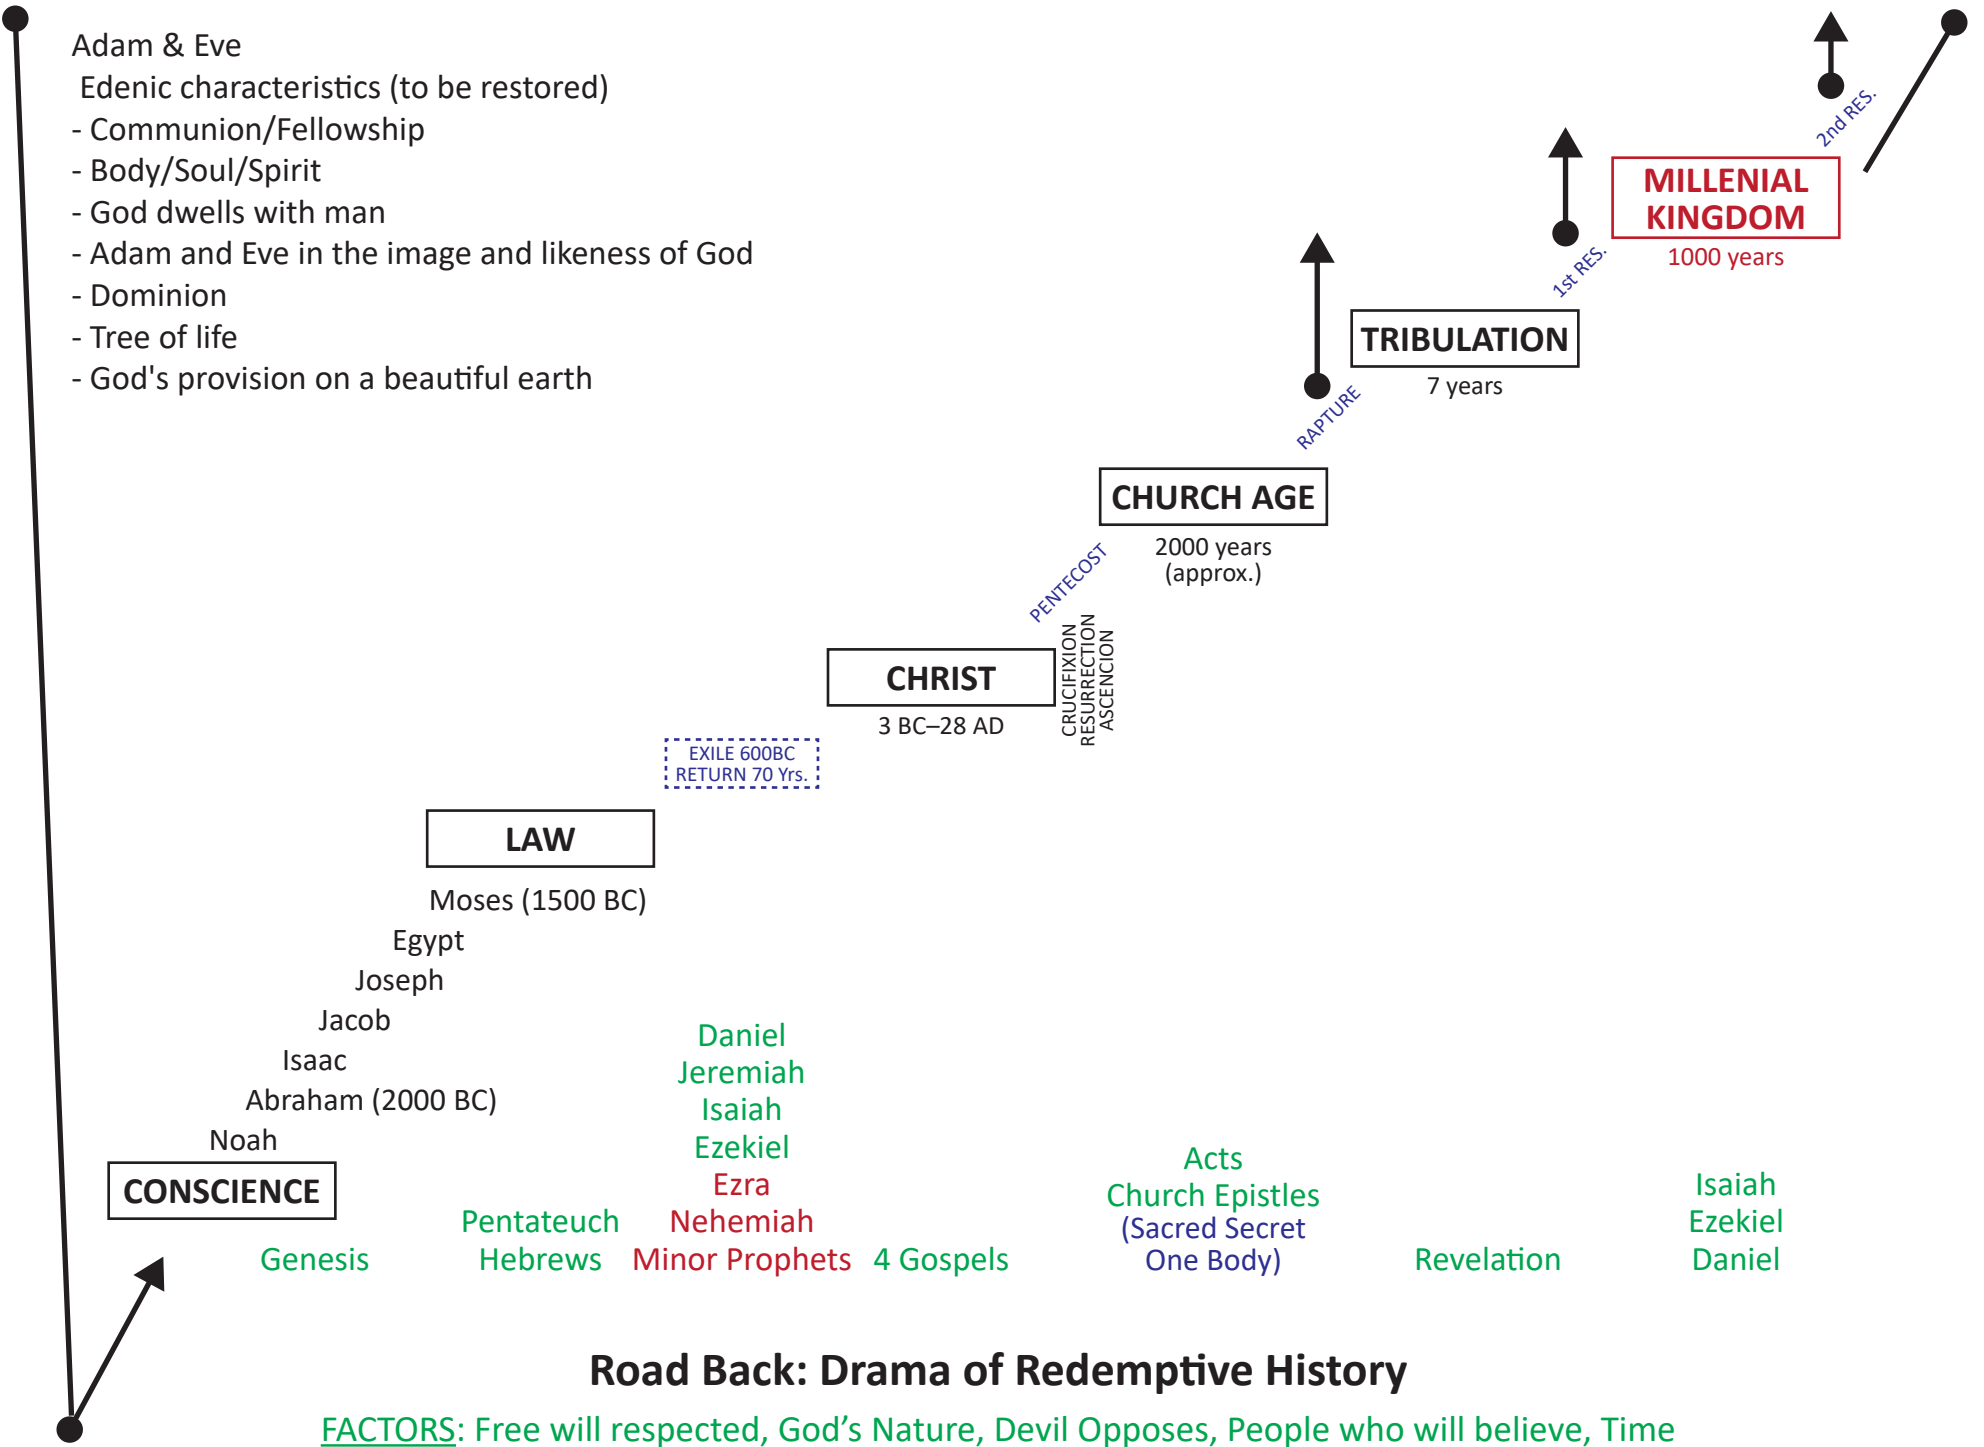 Adam & Eve
Edenic characteristics (to be restored)
- Communion/Fellowship
- Body/Soul/Spirit
- God dwells with man
- Adam and Eve in the image and likeness of God
- Dominion
- Tree of life
- God's provision on a beautiful earth
2nd RES.
MILLENIAL
KINGDOM
1000 years
1st RES.
TRIBULATION
7 years
RAPTURE
CHURCH AGE
2000 years
(approx.)
PENTECOST
CHRIST
3 BC–28 AD
CRUCIFIXION
RESURRECTION
ASCENCION
EXILE 600BC
RETURN 70 Yrs.
LAW
Moses (1500 BC)
Egypt
Joseph
Jacob
Isaac
Abraham (2000 BC)
Noah
CONSCIENCE
Genesis
Pentateuch
Hebrews
Daniel
Jeremiah
Isaiah
Ezekiel
Ezra
Nehemiah
Minor Prophets
4 Gospels
Acts
Church Epistles
(Sacred Secret
One Body)
Revelation
Isaiah
Ezekiel
Daniel
Road Back: Drama of Redemptive History
FACTORS: Free will respected, God’s Nature, Devil Opposes, People who will believe, Time